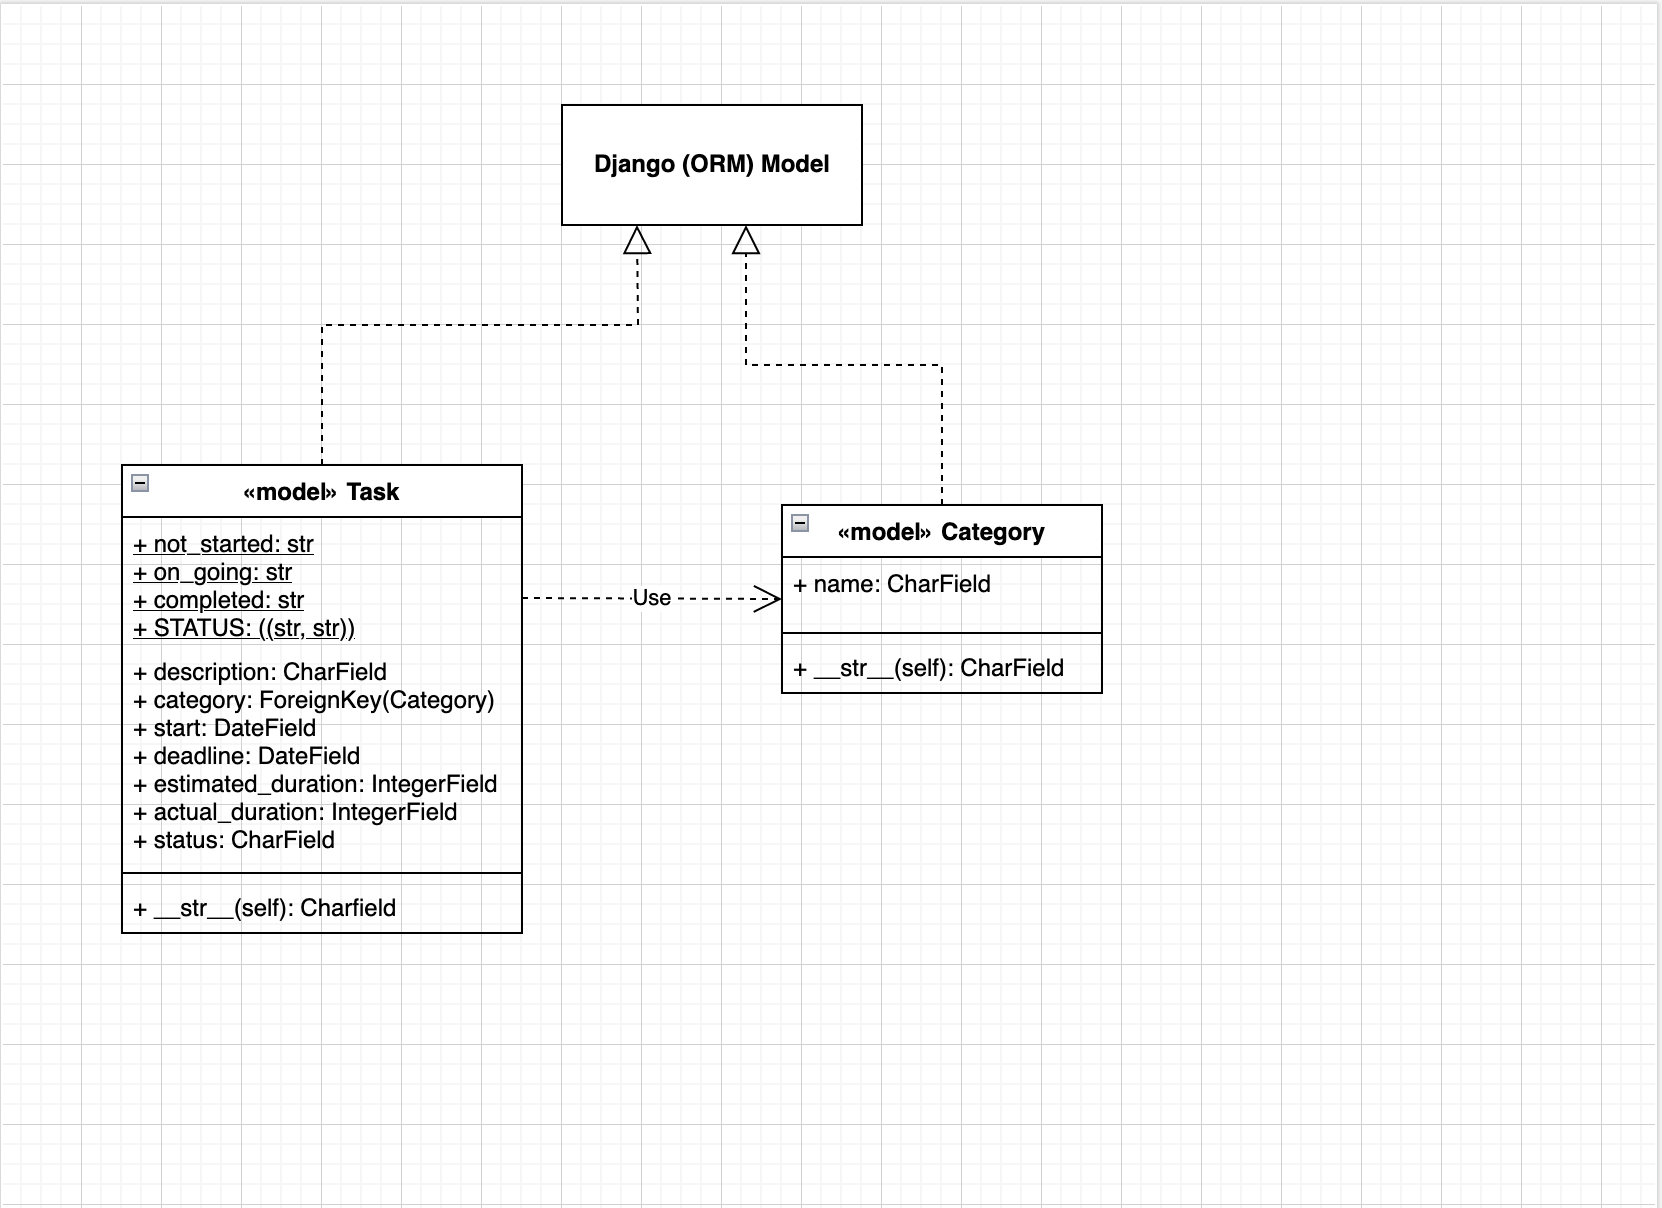 Django (ORM) Model
«model» Task
+ not_started: str
+ on_going: str
+ completed: str
+ STATUS: ((str, str))
+ description: CharField
+ category: ForeignKey(Category)
+ start: DateField
+ deadline: DateField
+ estimated_duration: IntegerField
+ actual_duration: IntegerField
+ status: CharField
+ __str__(self): Charfield
Use
«model» Category
+ name: CharField
+ __str__(self): CharField